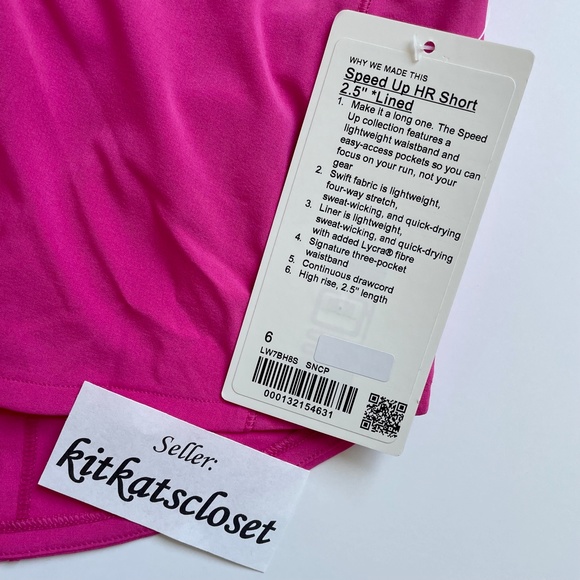 WHY WE MADE THIS
Speed Up HR Short
2.5" *Lined
1. Make it a long one. The Speed
Up collection features a
lightweight waistband and
easy-access pockets so you can
focus on your run, not your
gear
2. Swift fabric is lightweight,
four-way stretch,
sweat-wicking, and quick-drying
3. Liner is lightweight,
sweat-wicking, and quick-drying
with added Lycra® fibre
4. Signature three-pocket
waistband
5. Continuous drawcord
6. High rise, 2.5" length
6
LW7BH8S SNCP
000132154631
Seller:
kitkatscloset